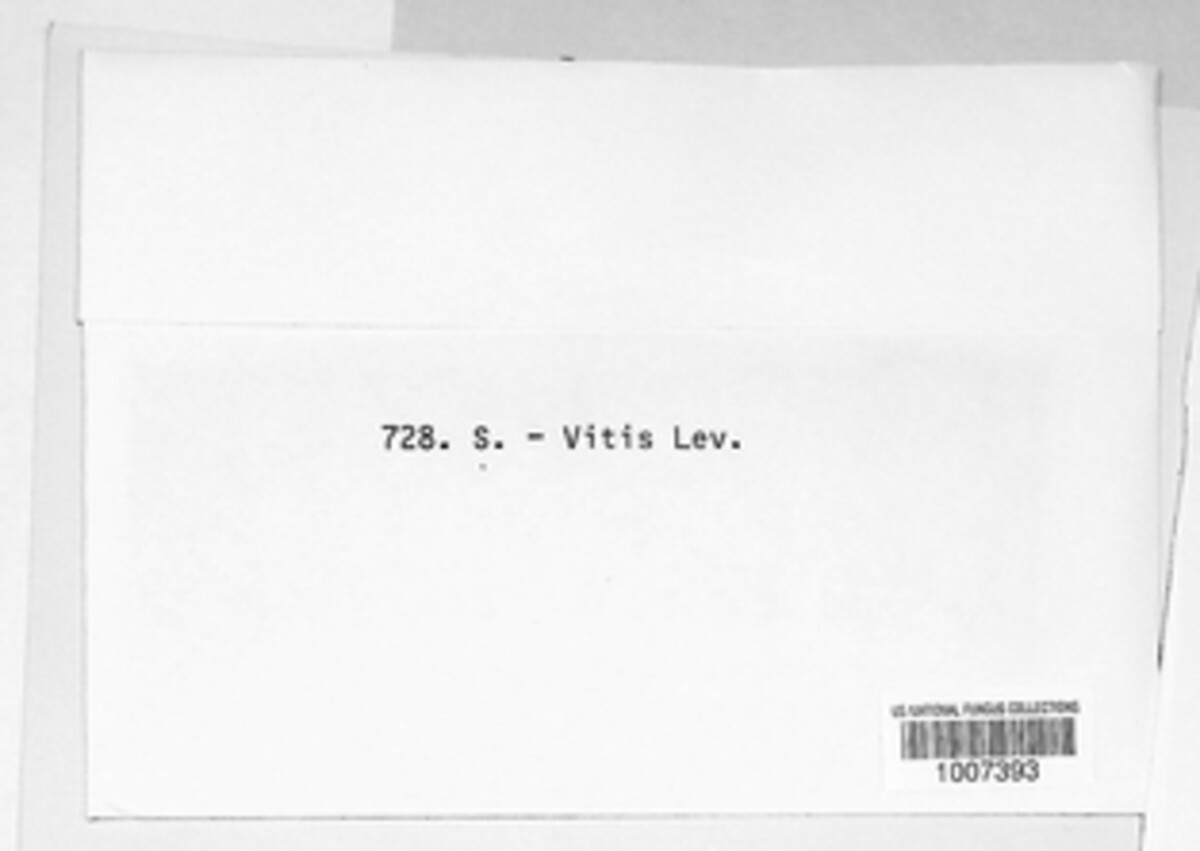 728. S. - Vitis Lev.
US NATIONAL FUNGUS COLLECTIONS
1007393